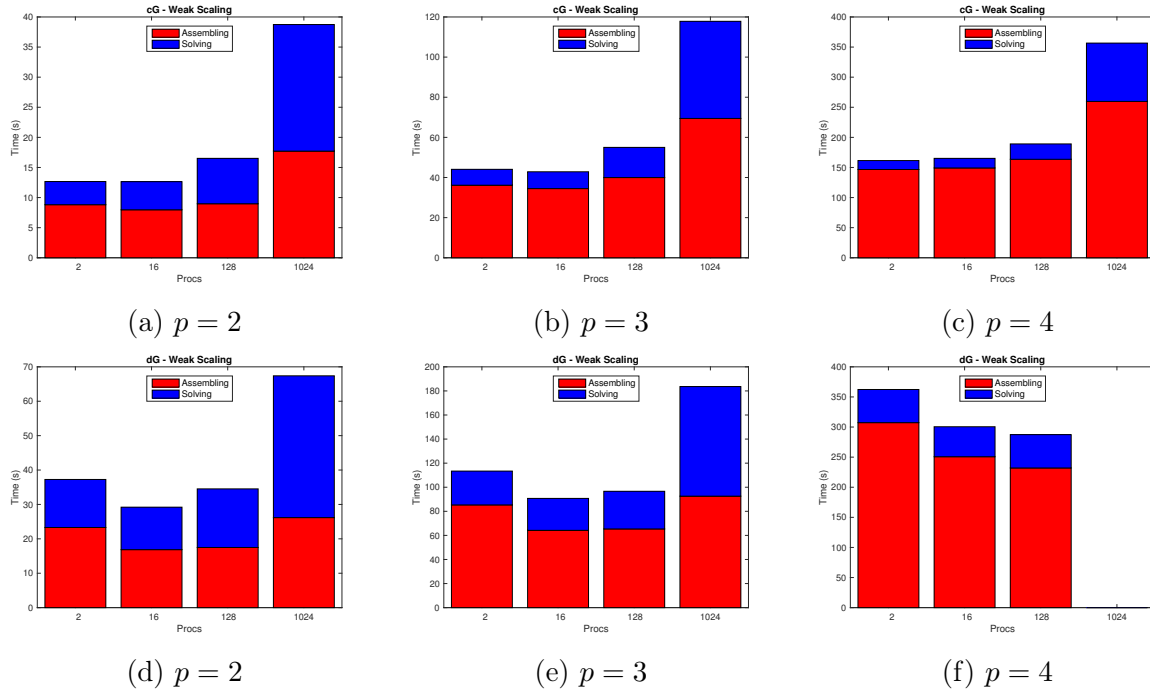 cG - Weak Scaling
40
35
30
25
20
15
10
5
0
Time (s)
Assembling
Solving
2 16 128 1024
Procs
(a) p = 2
cG - Weak Scaling
120
100
80
60
40
20
0
Time (s)
Assembling
Solving
2 16 128 1024
Procs
(b) p = 3
cG - Weak Scaling
400
350
300
250
200
150
100
50
0
Time (s)
Assembling
Solving
2 16 128 1024
Procs
(c) p = 4
dG - Weak Scaling
70
60
50
40
30
20
10
0
Time (s)
Assembling
Solving
2 16 128 1024
Procs
(d) p = 2
dG - Weak Scaling
200
180
160
140
120
100
80
60
40
20
0
Time (s)
Assembling
Solving
2 16 128 1024
Procs
(e) p = 3
dG - Weak Scaling
400
350
300
250
200
150
100
50
0
Time (s)
Assembling
Solving
2 16 128 1024
Procs
(f) p = 4